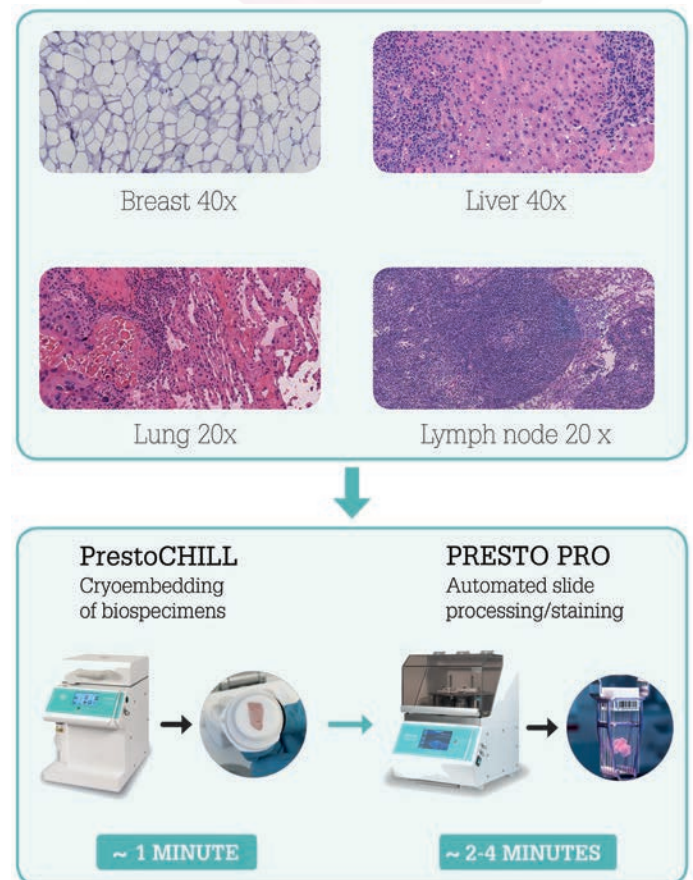 Breast 40x
Liver 40x
Lung 20x
Lymph node 20 x
PrestoCHILL
Cryoembedding
of biospecimens
PRESTO PRO
Automated slide
processing/staining
~ 1 MINUTE
~ 2-4 MINUTES